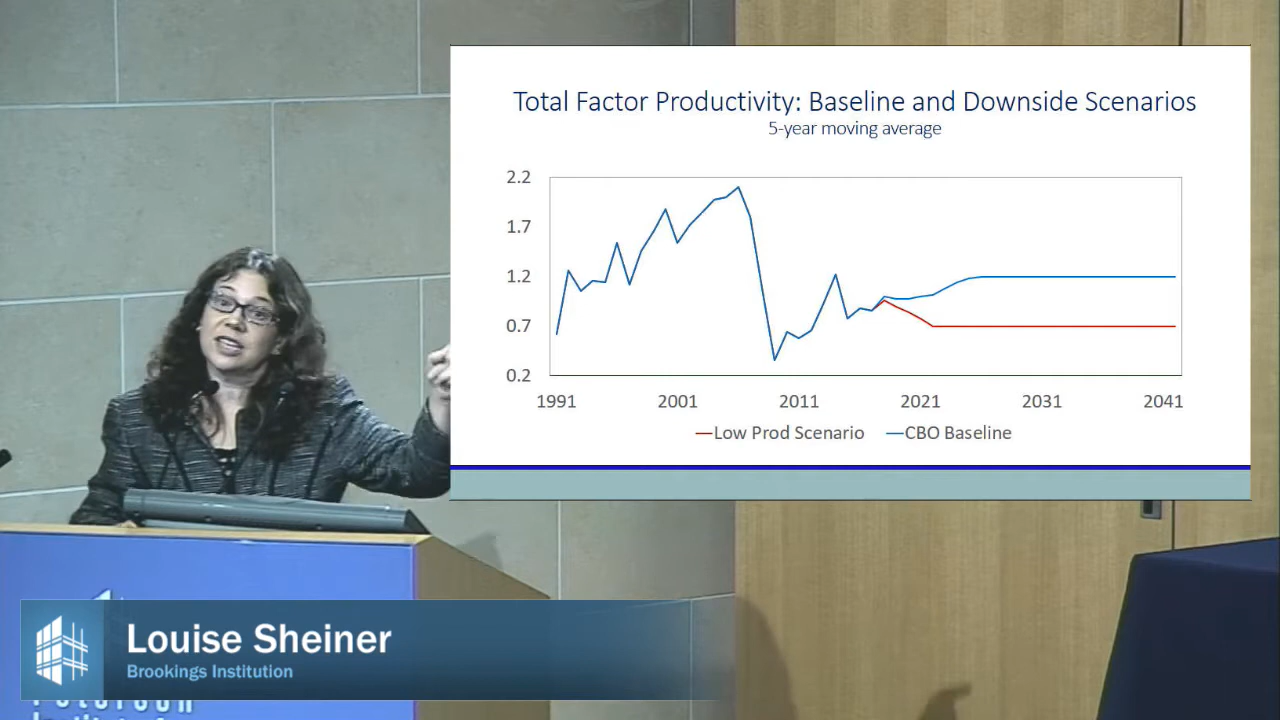 Total Factor Productivity: Baseline and Downside Scenarios
5-year moving average
2.2
1.7
1.2
0.7
0.2
1991 2001 2011 2021 2031 2041
Low Prod Scenario CBO Baseline
Louise Sheiner
Brookings Institution